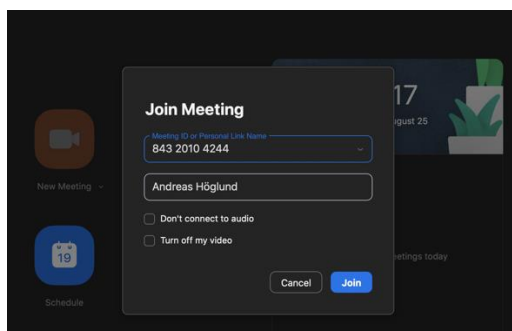 17
ugust 25
Join Meeting
Meeting ID or Personal Link Name
843 2010 4244
Andreas Höglund
Don't connect to audio
Turn off my video
Cancel
Join
New Meeting
19
Schedule
eetings today